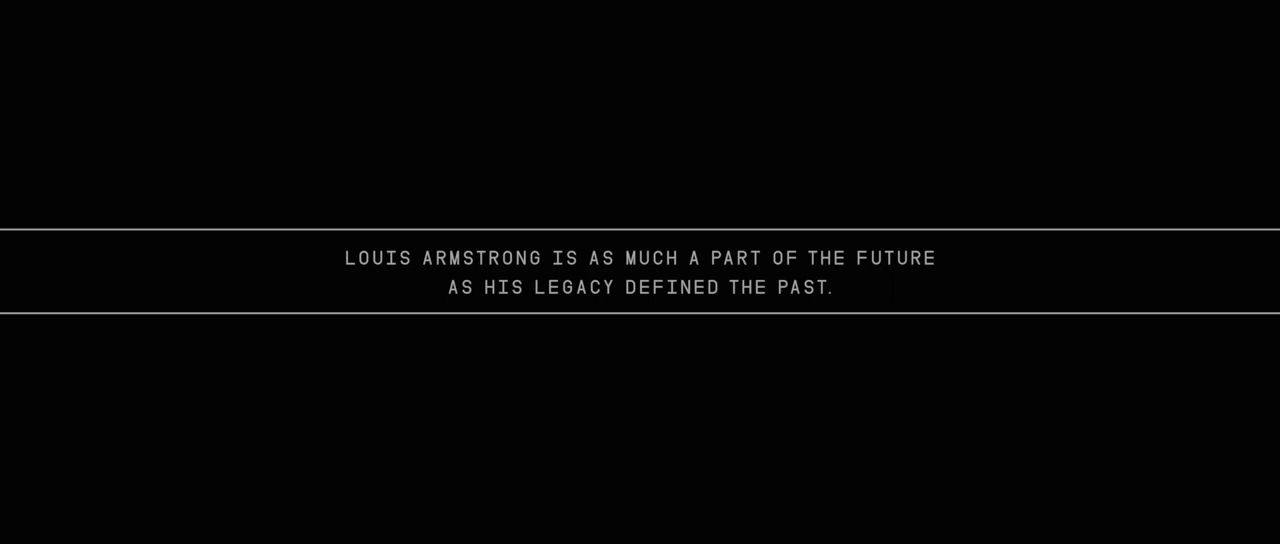 LOUIS ARMSTRONG IS AS MUCH A PART OF THE FUTURE
AS HIS LEGACY DEFINED THE PAST.